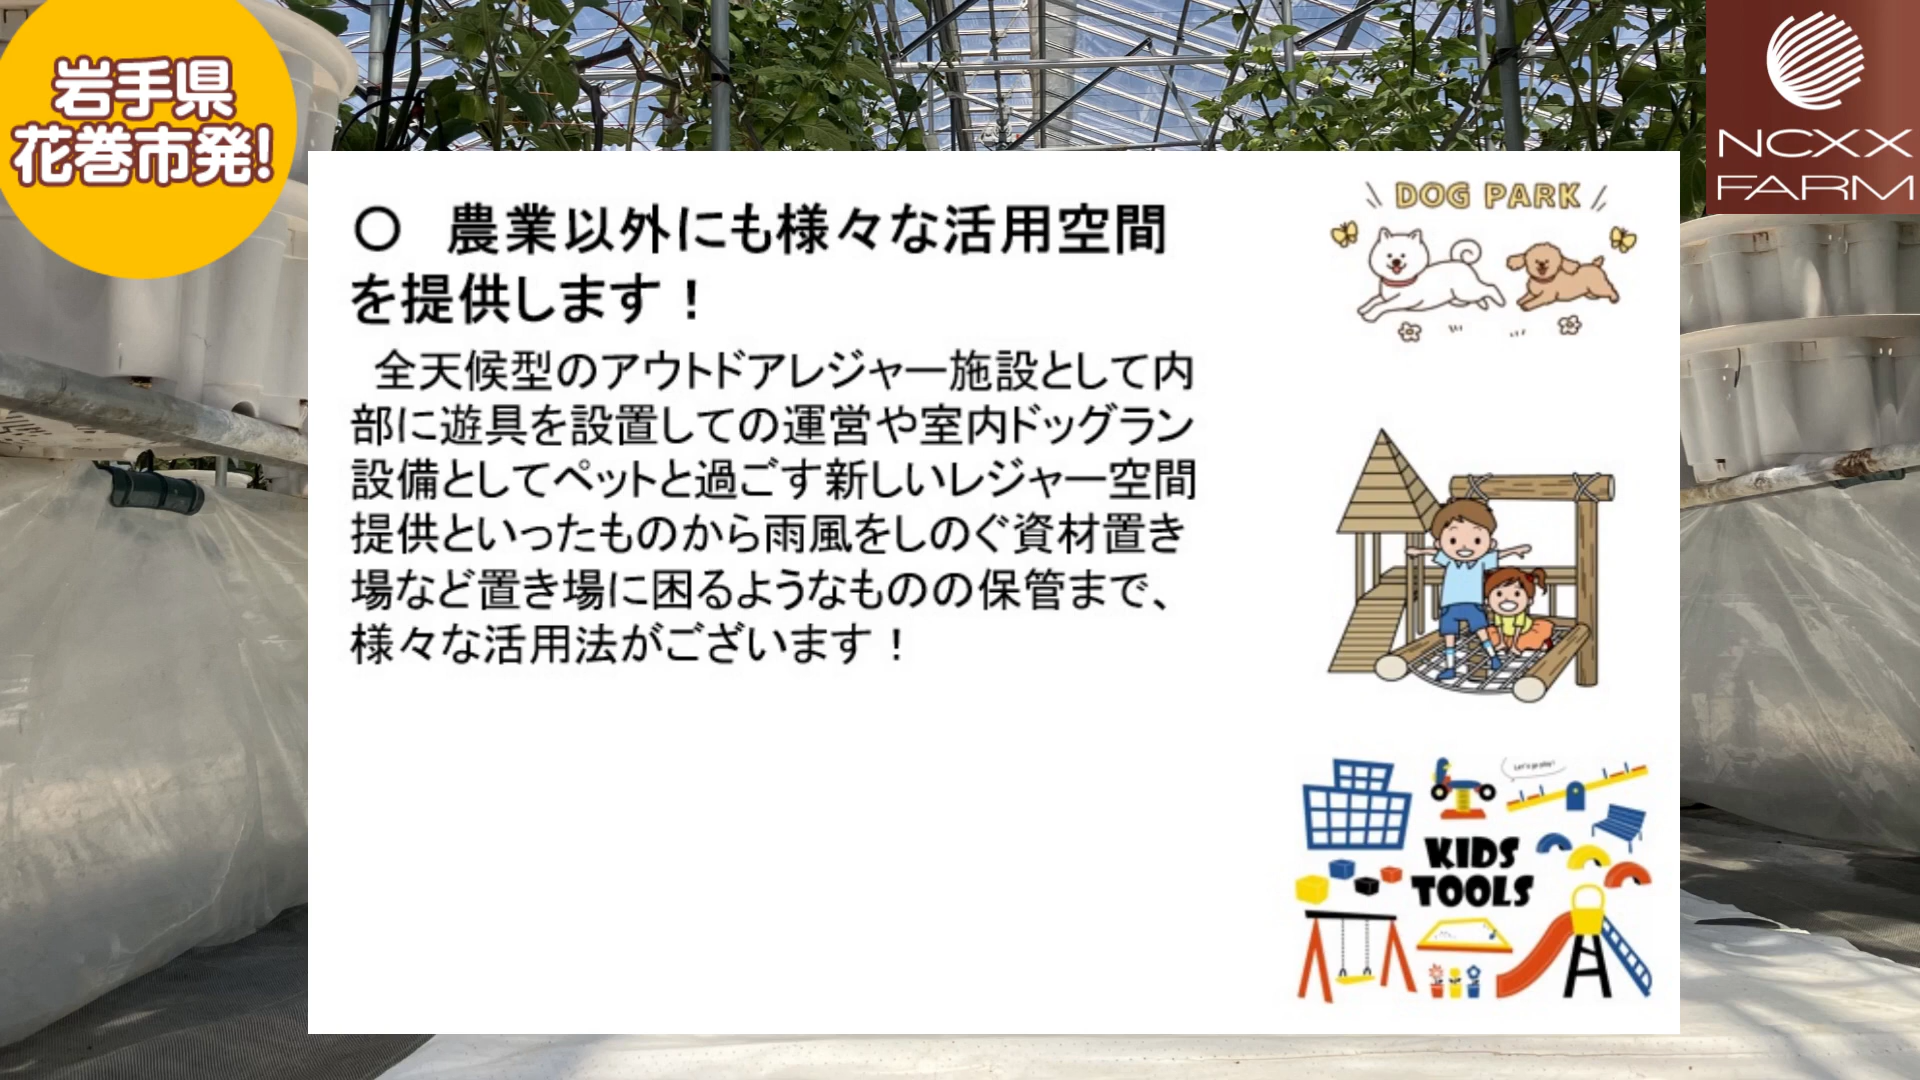 岩手県
花巻市発!
NCXX
FARM
○ 農業以外にも様々な活用空間
を提供します！
全天候型のアウトドアレジャー施設として内
部に遊具を設置しての運営や室内ドッグラン
設備としてペットと過ごす新しいレジャー空間
提供といったものから雨風をしのぐ資材置き
場など置き場に困るようなものの保管まで、
様々な活用法がございます！
DOG PARK
Let's go play!
KIDS
TOOLS